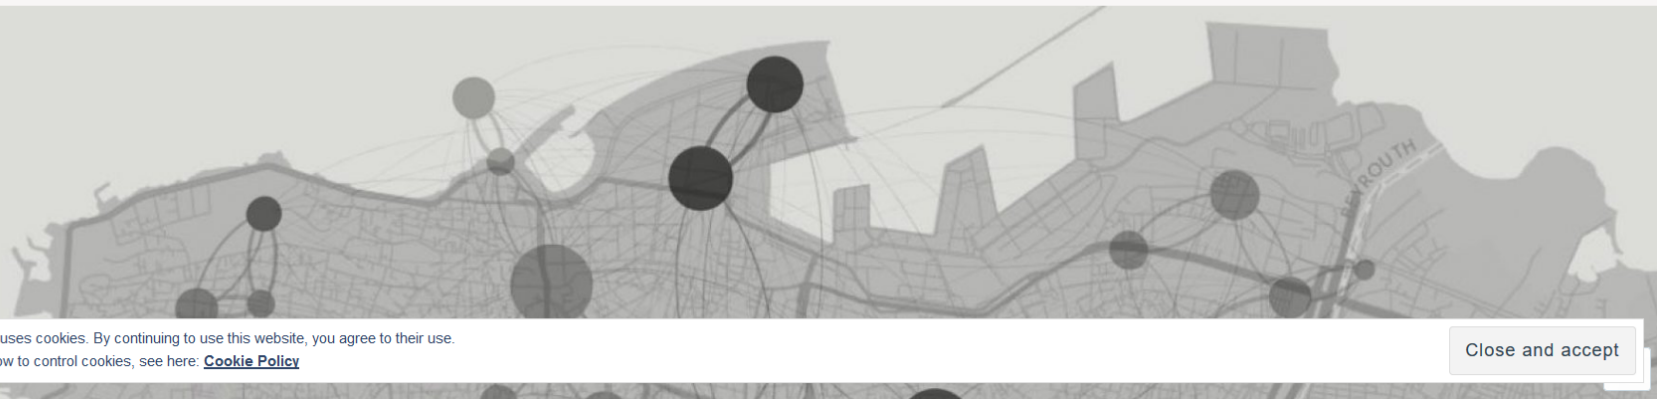 BEYROUTH
uses cookies. By continuing to use this website, you agree to their use.
ow to control cookies, see here: Cookie Policy
Close and accept